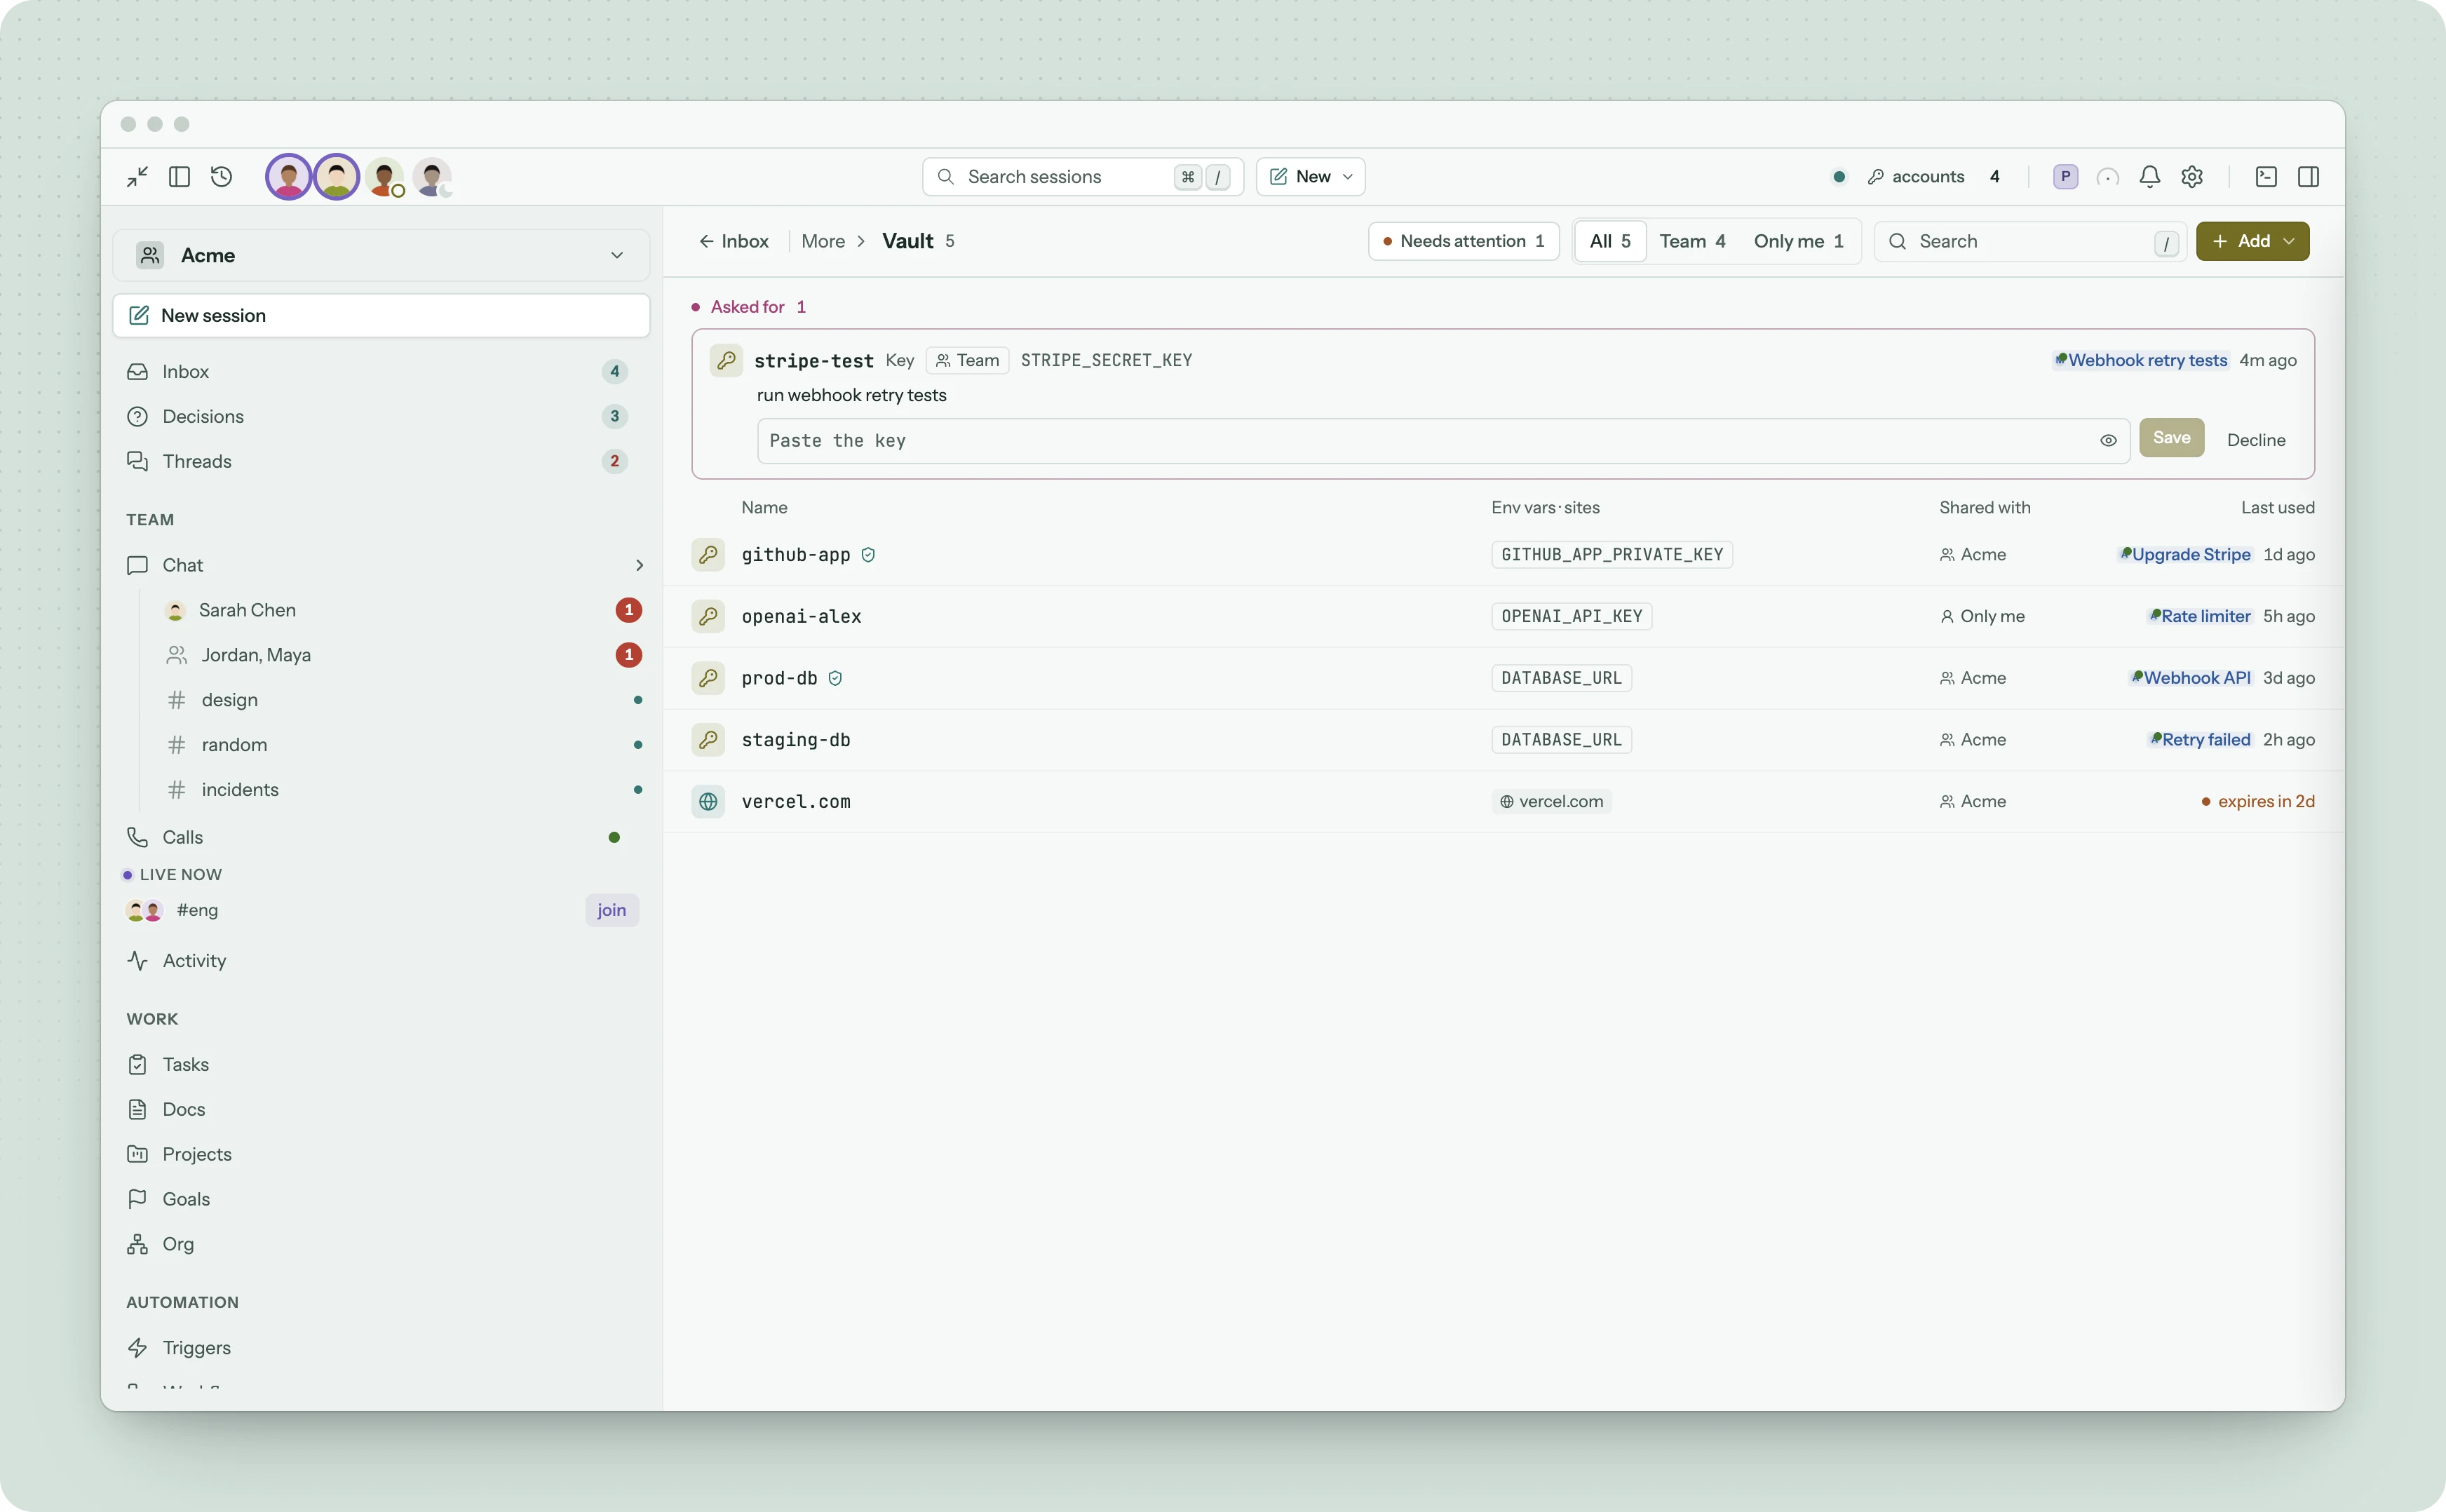 Search sessions ⌘ /
New
accounts 4
P
Acme
New session
Inbox 4
Decisions 3
Threads 2
TEAM
Chat
Sarah Chen 1
Jordan, Maya 1
# design
# random
# incidents
Calls
LIVE NOW
#eng join
Activity
WORK
Tasks
Docs
Projects
Goals
Org
AUTOMATION
Triggers
← Inbox More > Vault 5
Needs attention 1
All 5 Team 4 Only me 1
Search /
+ Add
Asked for 1
stripe-test Key Team STRIPE_SECRET_KEY Webhook retry tests 4m ago
run webhook retry tests
Paste the key Save Decline
Name Env vars · sites Shared with Last used
github-app GITHUB_APP_PRIVATE_KEY Acme Upgrade Stripe 1d ago
openai-alex OPENAI_API_KEY Only me Rate limiter 5h ago
prod-db DATABASE_URL Acme Webhook API 3d ago
staging-db DATABASE_URL Acme Retry failed 2h ago
vercel.com vercel.com Acme expires in 2d